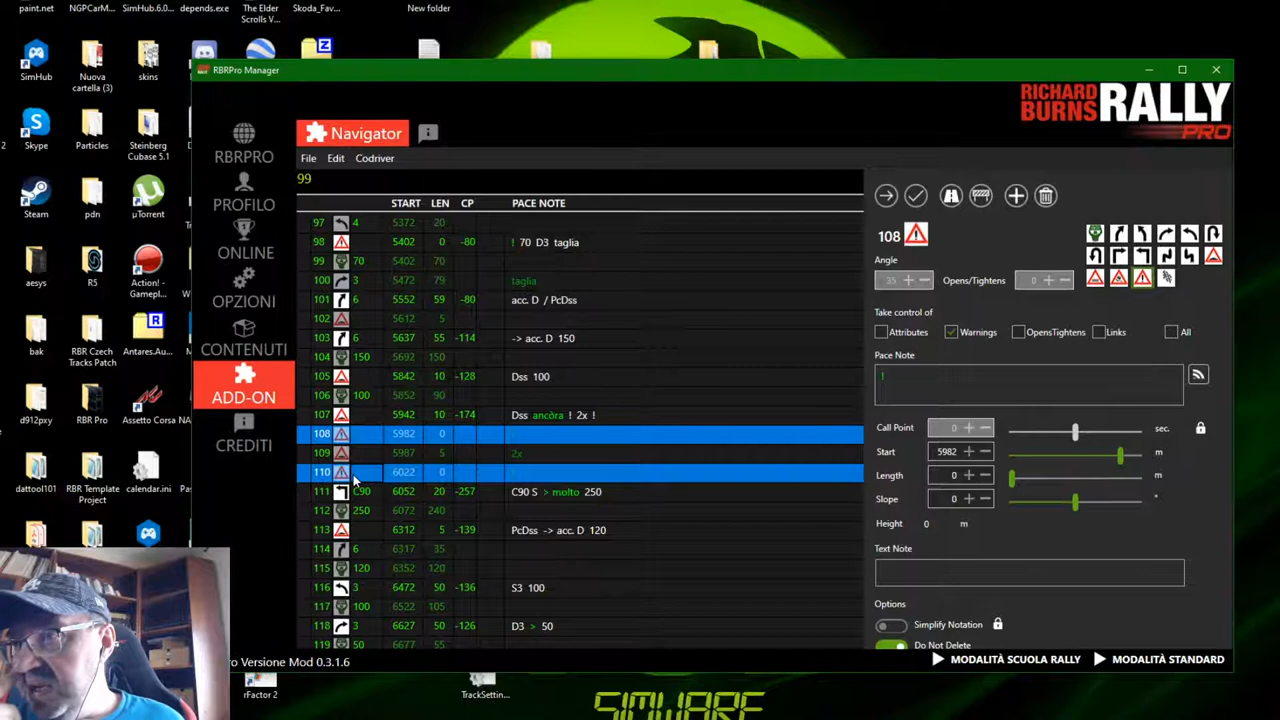 paint.net
NGPCarM...
SimHub_6.0...
depends.exe
The Elder
Scrolls V...
Skoda_Fav...
New folder
SimHub
Nuova
cartella (3)
skins
Skype
Particles
Steinberg
Cubase 5.1
Steam
pdn
µTorrent
aesys
R5
Action! -
Gampl...
bak
RBR Czech
Tracks Patch
Antares.Au...
d912pxy
RBR Pro
Assetto Corsa
NA
dattool101
RBR Template
Project
calendar.ini
Pas
RBRPro Manager
RICHARD
BURNS RALLY
PRO
RBRPRO
PROFILO
ONLINE
OPZIONI
CONTENUTI
ADD-ON
CREDITI
Navigator
File Edit Codriver
99
START LEN CP PACE NOTE
97 4 5372 20
98 5402 0 -80 ! 70 D3 taglia
99 70 5402 70
100 3 5472 79 taglia
101 6 5552 59 -80 acc. D / PcDss
102 5612 5
103 6 5637 55 -114 -> acc. D 150
104 150 5692 150
105 5842 10 -128 Dss 100
106 100 5852 90
107 5942 10 -174 Dss ancòra ! 2x !
108 5982 0
109 5987 5 2x
110 6022 0
111 C90 6052 20 -257 C90 S > molto 250
112 250 6072 240
113 6312 5 -139 PcDss -> acc. D 120
114 6 6317 35
115 120 6352 120
116 3 6472 50 -136 S3 100
117 100 6522 105
118 3 6627 50 -126 D3 > 50
119 50 6677 55
108
Angle
35 + −
Opens/Tightens
0 + −
Take control of
Attributes Warnings OpensTightens Links All
Pace Note
!
Call Point 0 + − sec.
Start 5982 + − m
Length 0 + − m
Slope 0 + − °
Height 0 m
Text Note
Options
Simplify Notation
Do Not Delete
o Versione Mod 0.3.1.6
MODALITÀ SCUOLA RALLY
MODALITÀ STANDARD
rFactor 2
TrackSettin...
SIMWARE